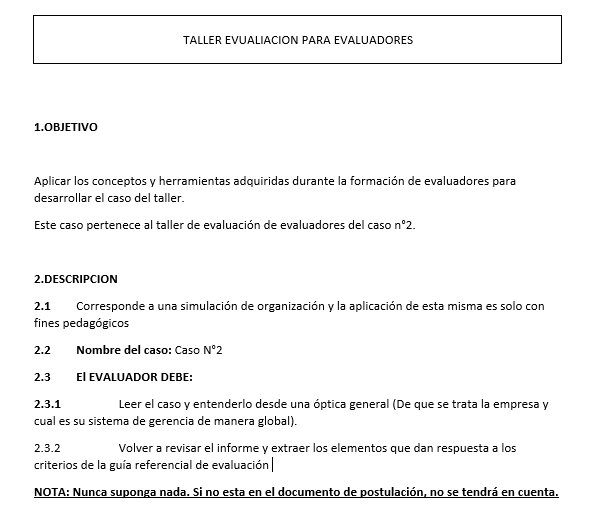 TALLER EVUALIACION PARA EVALUADORES
1.OBJETIVO
Aplicar los conceptos y herramientas adquiridas durante la formación de evaluadores para
desarrollar el caso del taller.
Este caso pertenece al taller de evaluación de evaluadores del caso n°2.
2.DESCRIPCION
2.1 Corresponde a una simulación de organización y la aplicación de esta misma es solo con
fines pedagógicos
2.2 Nombre del caso: Caso N°2
2.3 El EVALUADOR DEBE:
2.3.1 Leer el caso y entenderlo desde una óptica general (De que se trata la empresa y
cual es su sistema de gerencia de manera global).
2.3.2 Volver a revisar el informe y extraer los elementos que dan respuesta a los
criterios de la guía referencial de evaluación
NOTA: Nunca suponga nada. Si no esta en el documento de postulación, no se tendrá en cuenta.